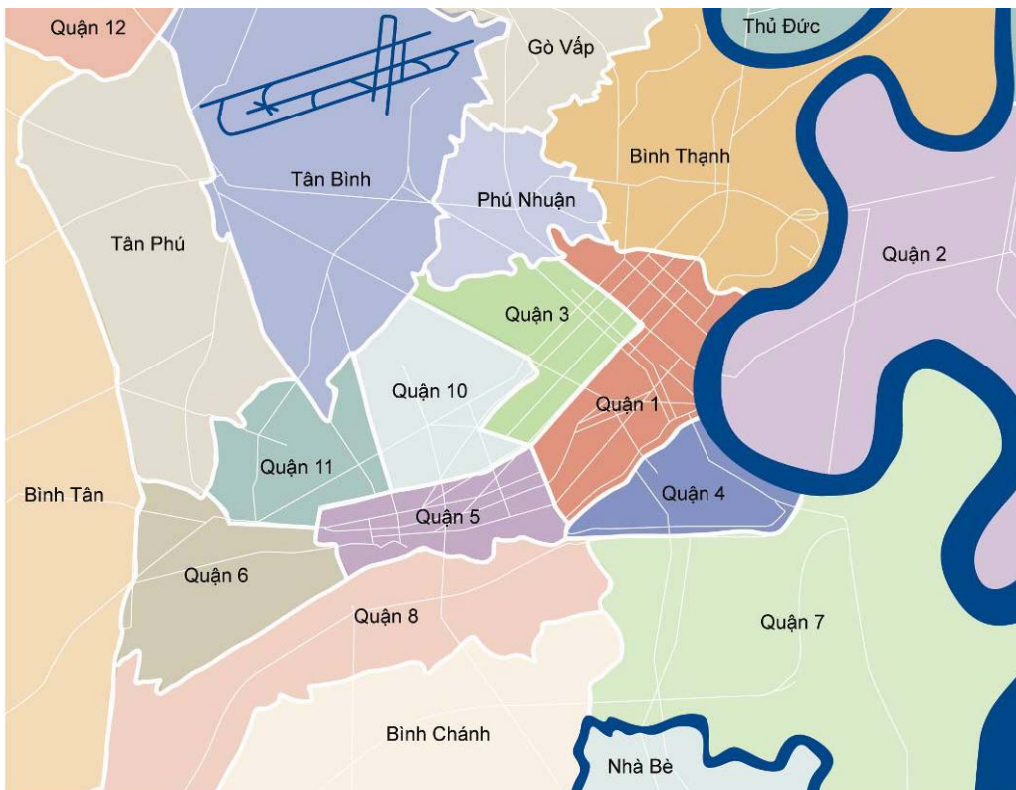 Quận 12
Thủ Đức
Gò Vấp
Bình Thạnh
Tân Bình
Phú Nhuận
Tân Phú
Quận 2
Quận 3
Quận 10
Quận 1
Quận 11
Bình Tân
Quận 4
Quận 5
Quận 6
Quận 8
Quận 7
Bình Chánh
Nhà Bè